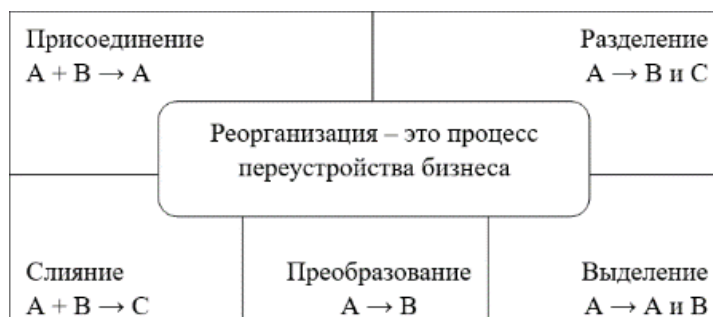 Присоединение
A + B → A
Разделение
A → B и C
Реорганизация – это процесс
переустройства бизнеса
Слияние
A + B → C
Преобразование
A → B
Выделение
A → A и B